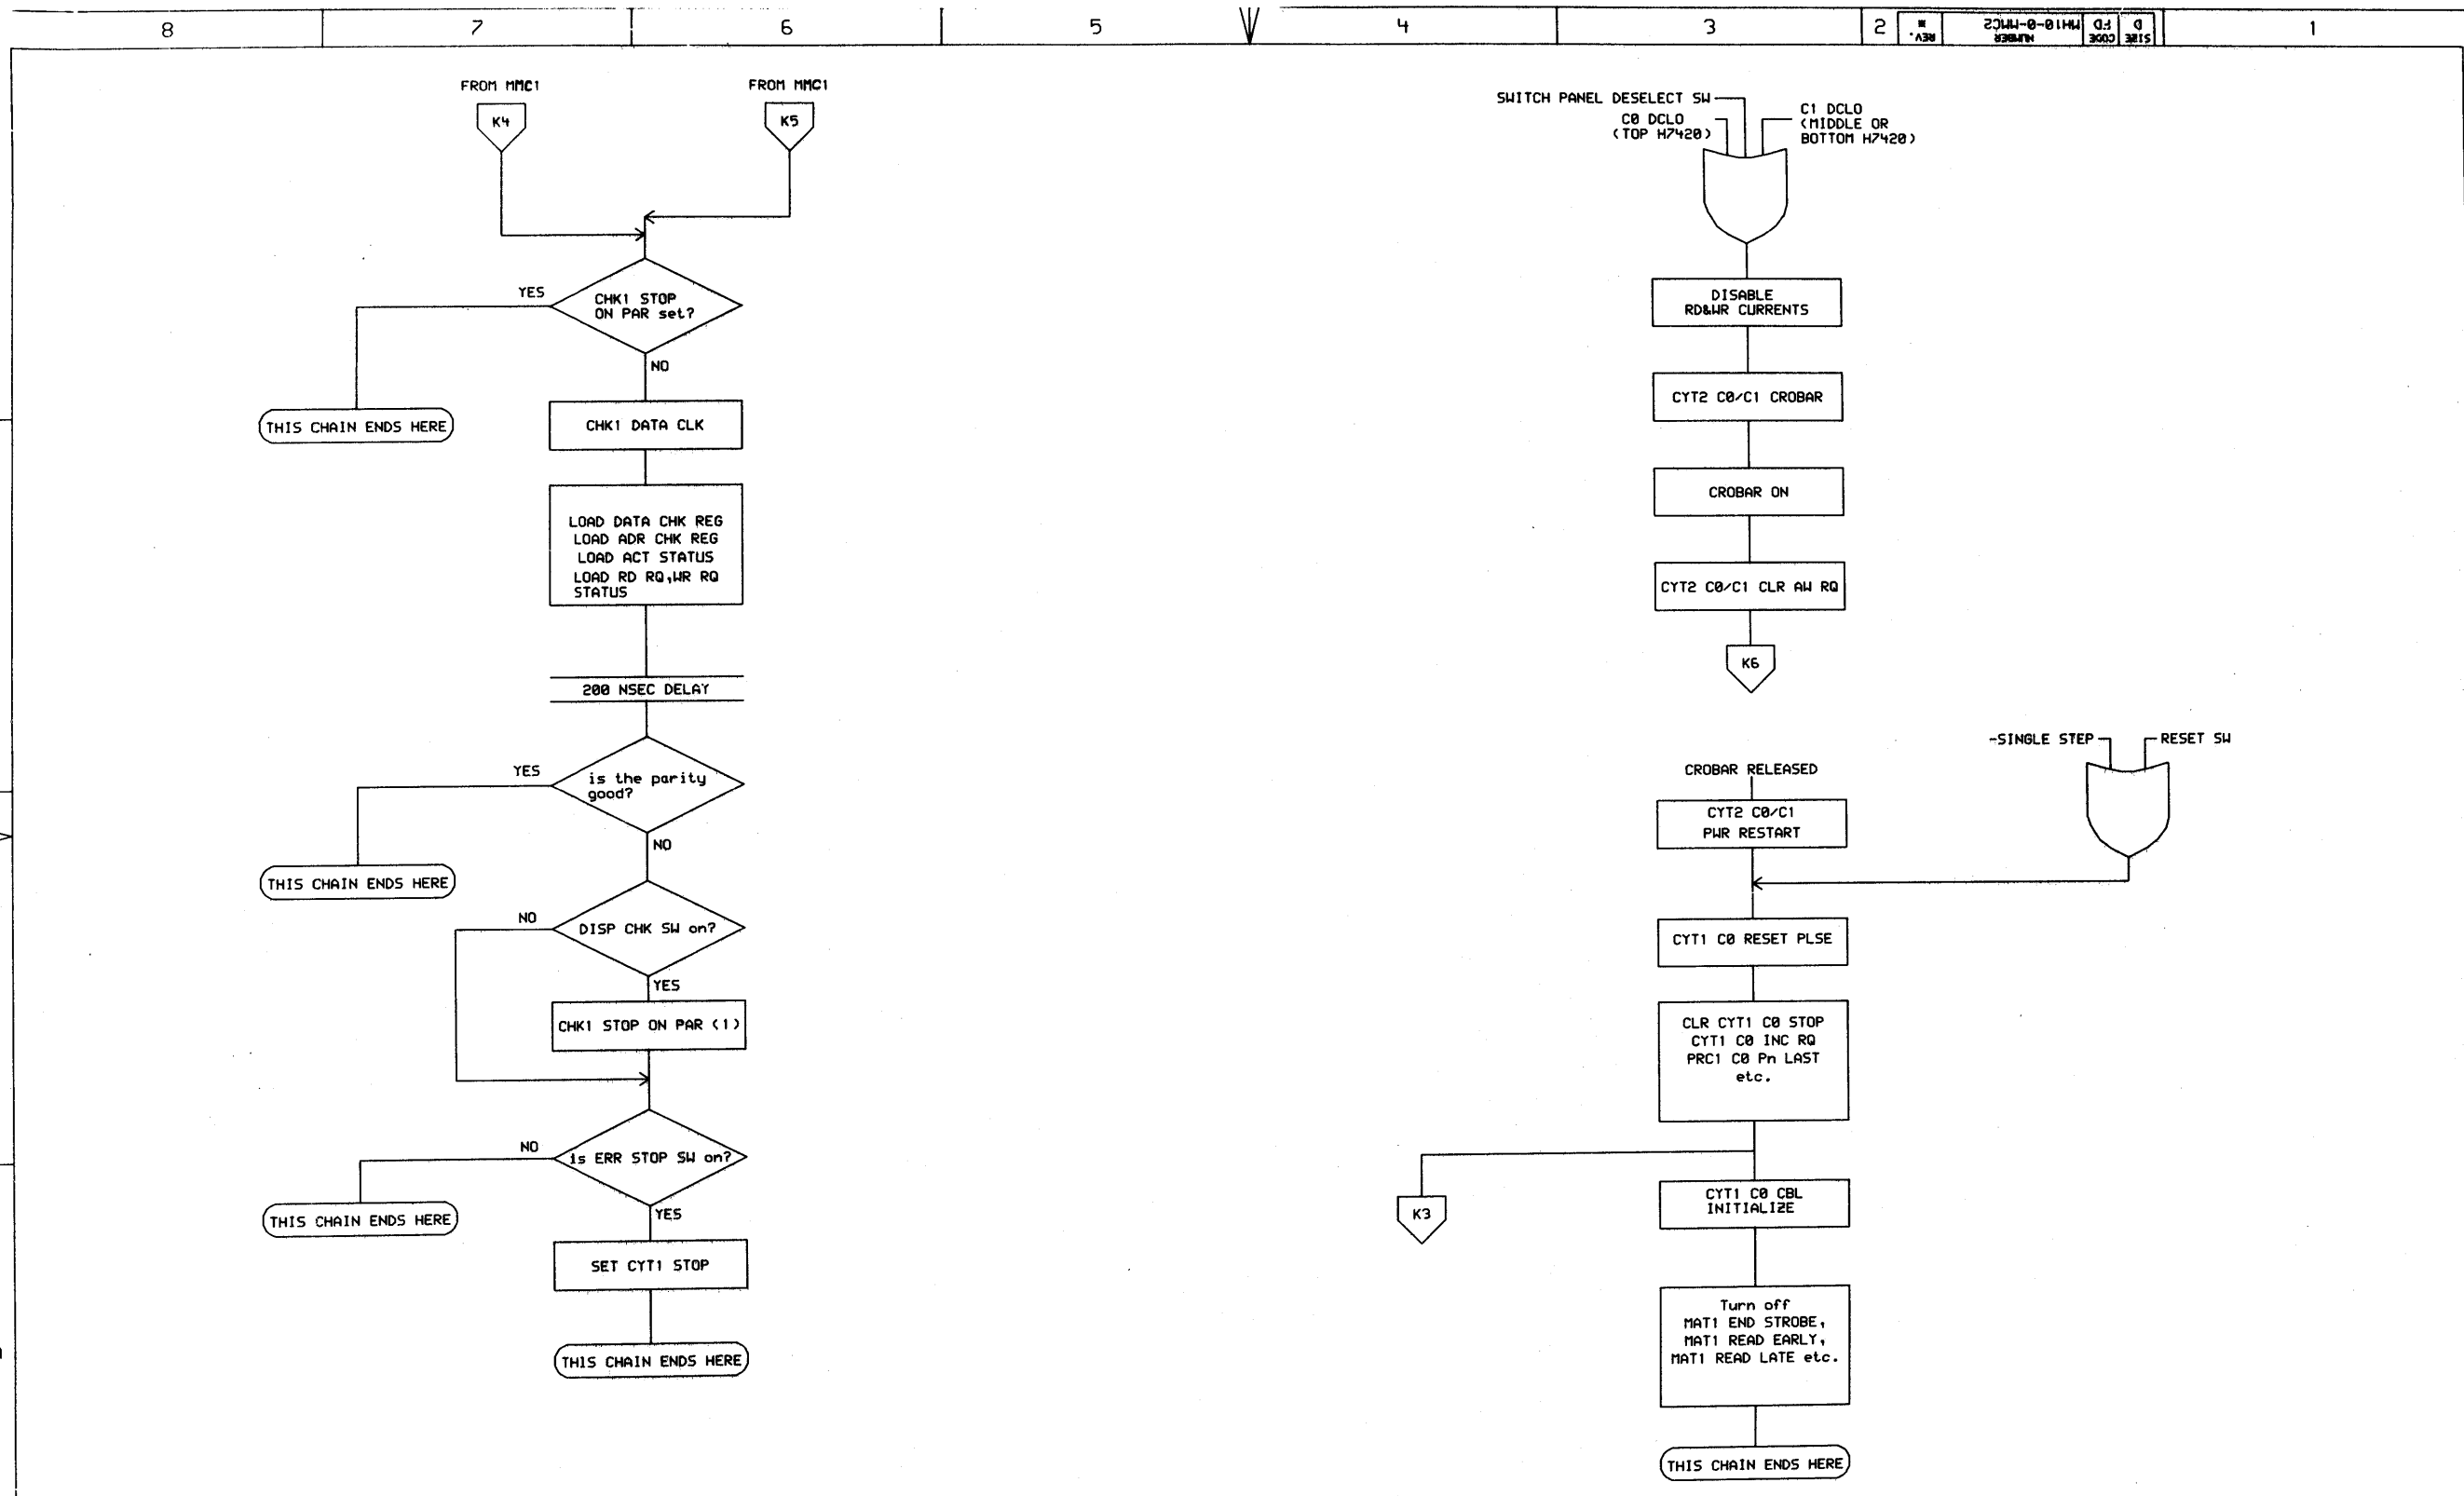 8 7 6 5 4 3 2 1
REV.
*
NUMBER
MM10-0-MMC2
CODE
FD
SIZE
D
FROM MMC1
K4
FROM MMC1
K5
CHK1 STOP
ON PAR set?
YES
NO
THIS CHAIN ENDS HERE
CHK1 DATA CLK
LOAD DATA CHK REG
LOAD ADR CHK REG
LOAD ACT STATUS
LOAD RD RQ,WR RQ
STATUS
200 NSEC DELAY
YES
is the parity
good?
NO
THIS CHAIN ENDS HERE
NO
DISP CHK SW on?
YES
CHK1 STOP ON PAR (1)
NO
is ERR STOP SW on?
YES
THIS CHAIN ENDS HERE
SET CYT1 STOP
THIS CHAIN ENDS HERE
SWITCH PANEL DESELECT SW
C0 DCLO
(TOP H7420)
C1 DCLO
(MIDDLE OR
BOTTOM H7420)
DISABLE
RD&WR CURRENTS
CYT2 C0/C1 CROBAR
CROBAR ON
CYT2 C0/C1 CLR AW RQ
K6
-SINGLE STEP
RESET SW
CROBAR RELEASED
CYT2 C0/C1
PWR RESTART
CYT1 C0 RESET PLSE
CLR CYT1 C0 STOP
CYT1 C0 INC RQ
PRC1 C0 Pn LAST
etc.
K3
CYT1 C0 CBL
INITIALIZE
Turn off
MAT1 END STROBE,
MAT1 READ EARLY,
MAT1 READ LATE etc.
THIS CHAIN ENDS HERE